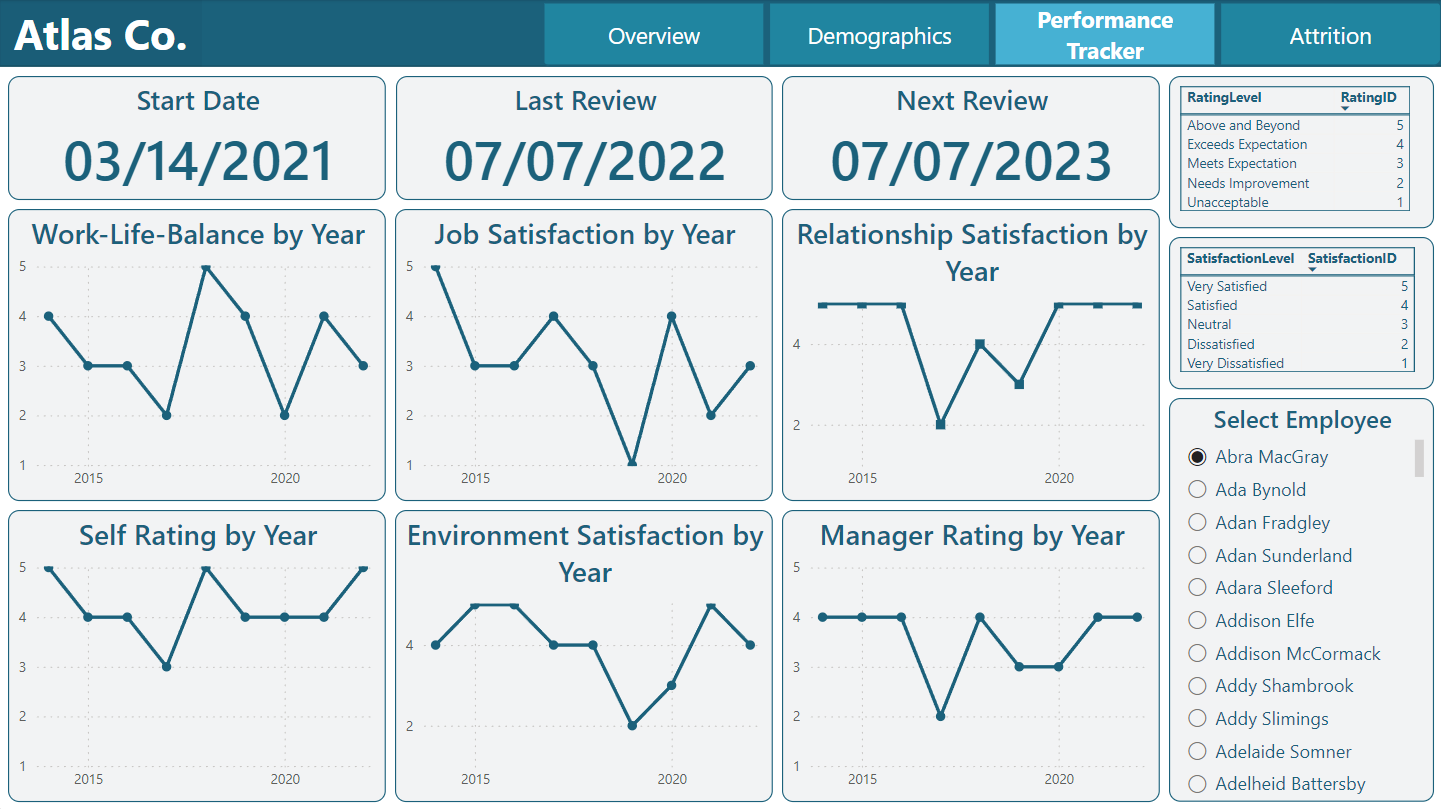 Atlas Co.
Overview
Demographics
Performance
Tracker
Attrition
Start Date
03/14/2021
Last Review
07/07/2022
Next Review
07/07/2023
RatingLevel RatingID
Above and Beyond 5
Exceeds Expectation 4
Meets Expectation 3
Needs Improvement 2
Unacceptable 1
Work-Life-Balance by Year
5
4
3
2
1
2015 2020
Job Satisfaction by Year
5
4
3
2
1
2015 2020
Relationship Satisfaction by
Year
4
2
2015 2020
SatisfactionLevel SatisfactionID
Very Satisfied 5
Satisfied 4
Neutral 3
Dissatisfied 2
Very Dissatisfied 1
Self Rating by Year
5
4
3
2
1
2015 2020
Environment Satisfaction by
Year
4
2
2015 2020
Manager Rating by Year
5
4
3
2
1
2015 2020
Select Employee
Abra MacGray
Ada Bynold
Adan Fradgley
Adan Sunderland
Adara Sleeford
Addison Elfe
Addison McCormack
Addy Shambrook
Addy Slimings
Adelaide Somner
Adelheid Battersby